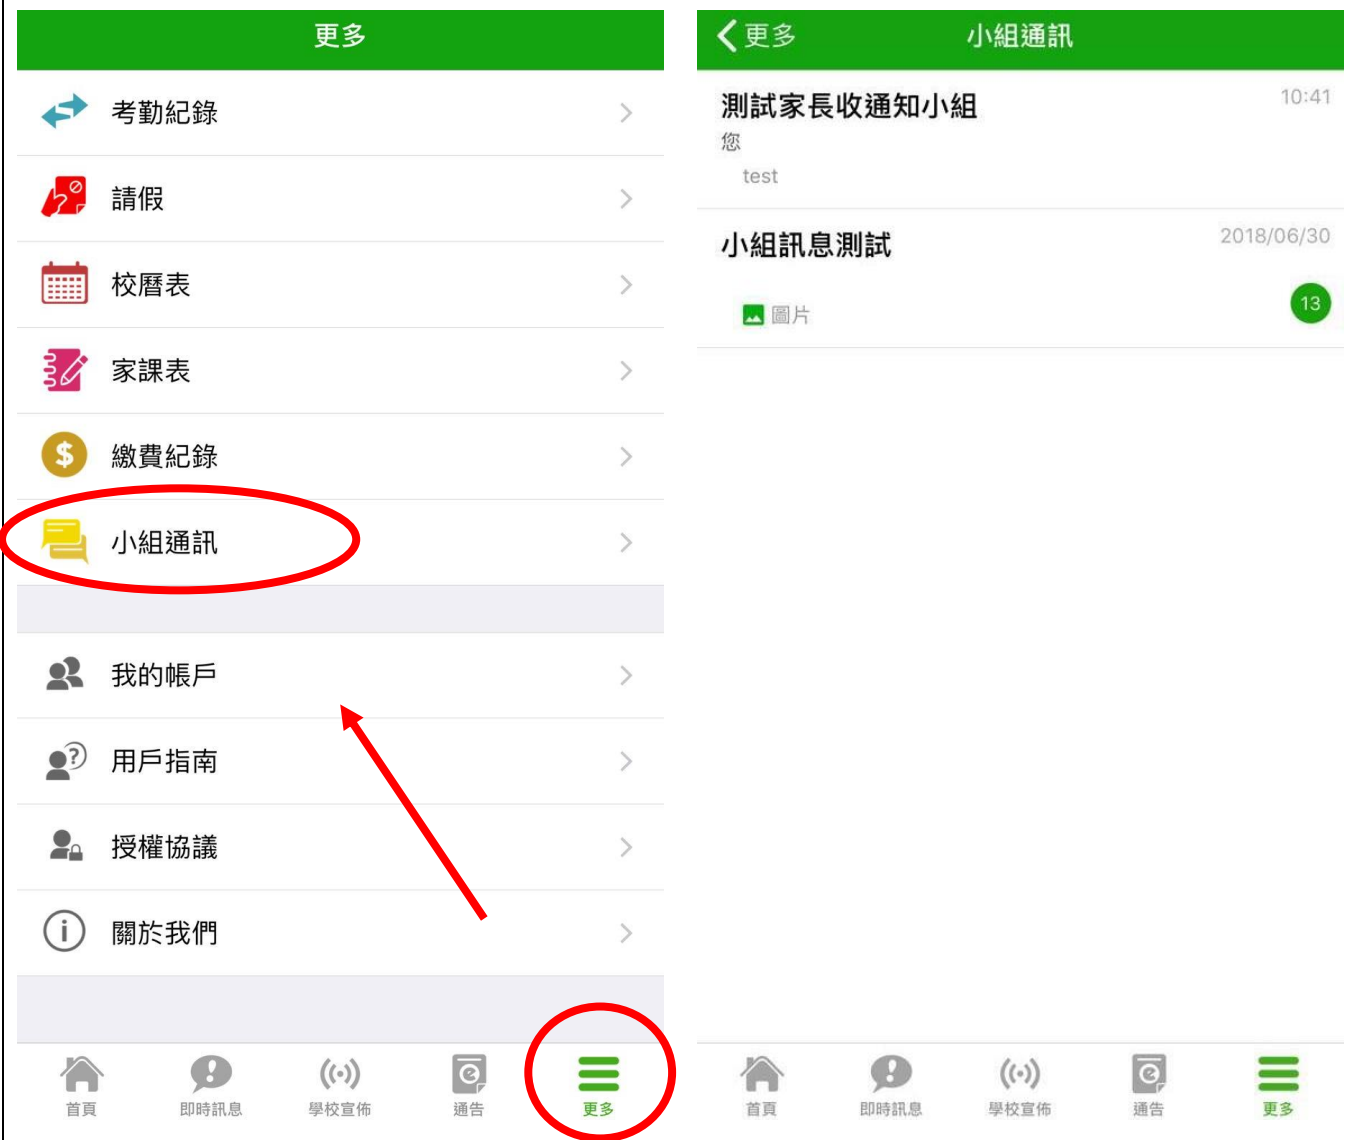 更多
考勤紀錄
請假
校曆表
家課表
繳費紀錄
小組通訊
我的帳戶
用戶指南
授權協議
關於我們
首頁
即時訊息
學校宣佈
通告
更多
更多
小組通訊
測試家長收通知小組
10:41
您
test
小組訊息測試
2018/06/30
圖片
13
首頁
即時訊息
學校宣佈
通告
更多